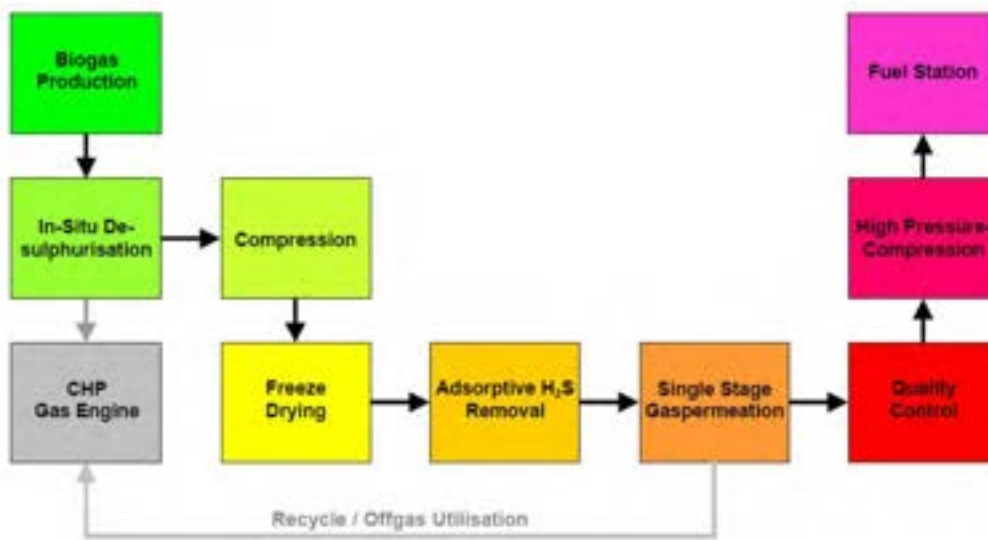 Biogas
Production
Fuel Station
In-Situ De-
sulphurisation
Compression
High Pressure-
Compression
CHP
Gas Engine
Freeze
Drying
Adsorptive H₂S
Removal
Single Stage
Gaspermeation
Quality
Control
Recycle / Offgas Utilisation